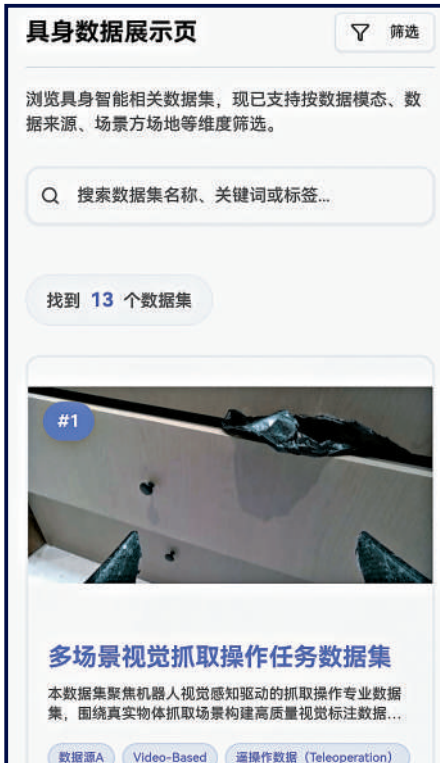 具身数据展示页
筛选
浏览具身智能相关数据集，现已支持按数据模态、数
据来源、场景方场地等维度筛选。
搜索数据集名称、关键词或标签...
找到 13 个数据集
#1
多场景视觉抓取操作任务数据集
本数据集聚焦机器人视觉感知驱动的抓取操作专业数据
集，围绕真实物体抓取场景构建高质量视觉标注数据...
数据源A Video-Based 遥操作数据（Teleoperation）